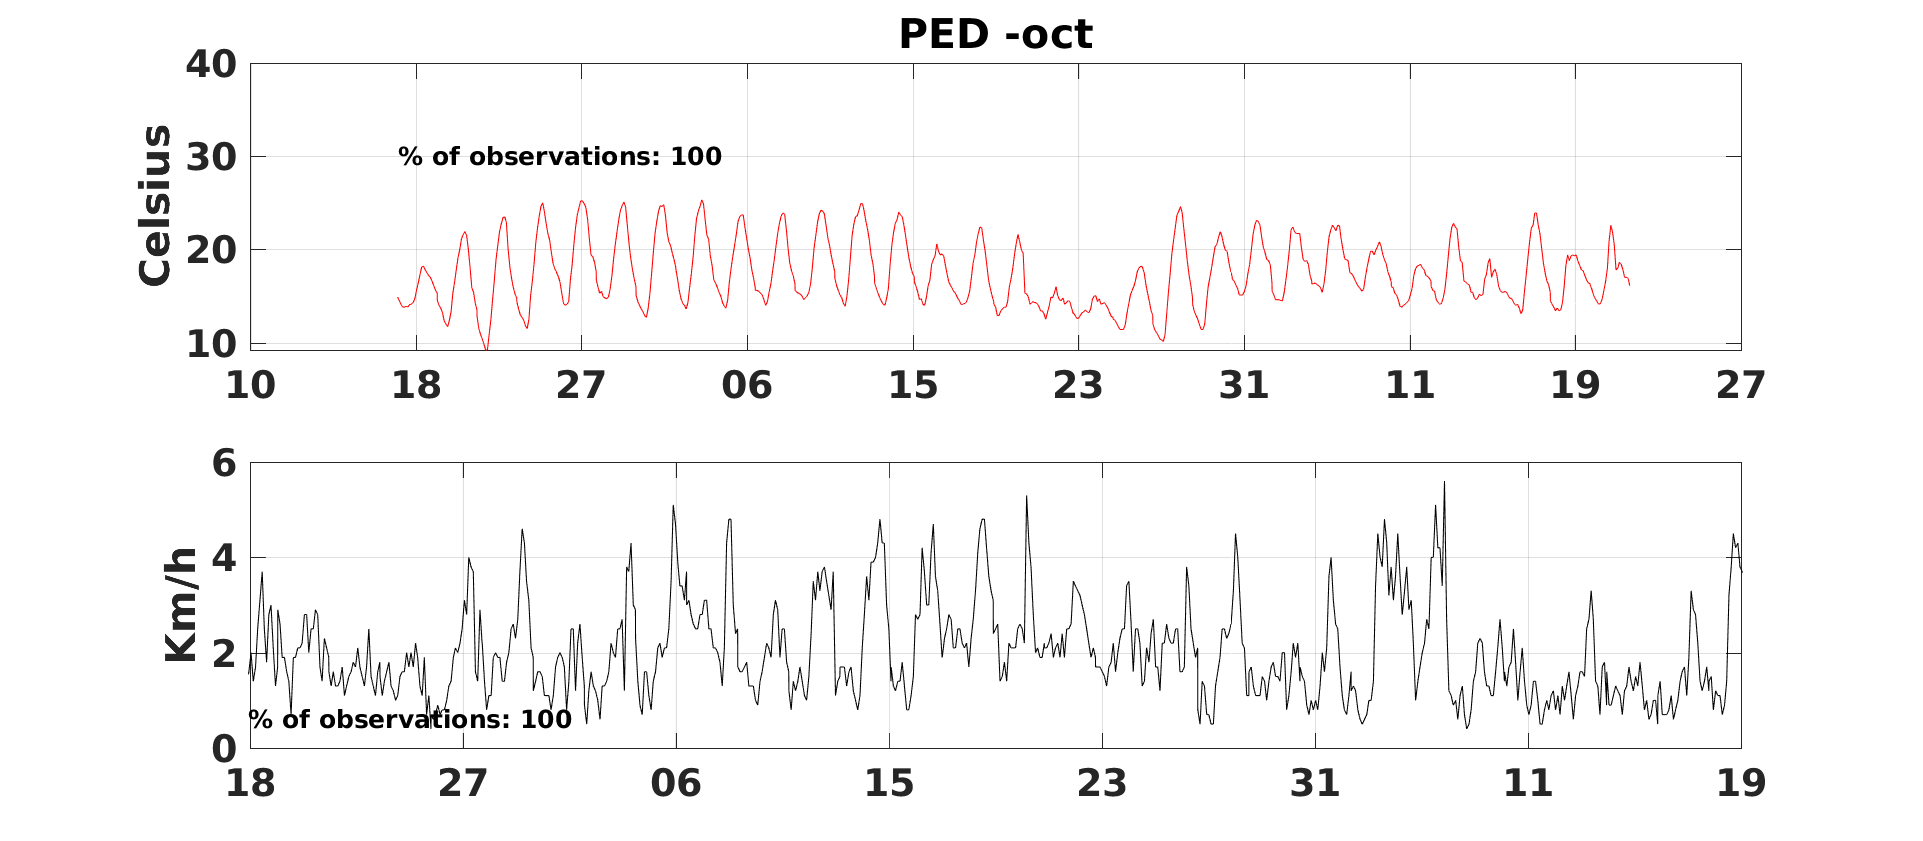 PED -oct
40
30
20
10
Celsius
% of observations: 100
10 18 27 06 15 23 31 11 19 27
6
4
2
0
Km/h
% of observations: 100
18 27 06 15 23 31 11 19